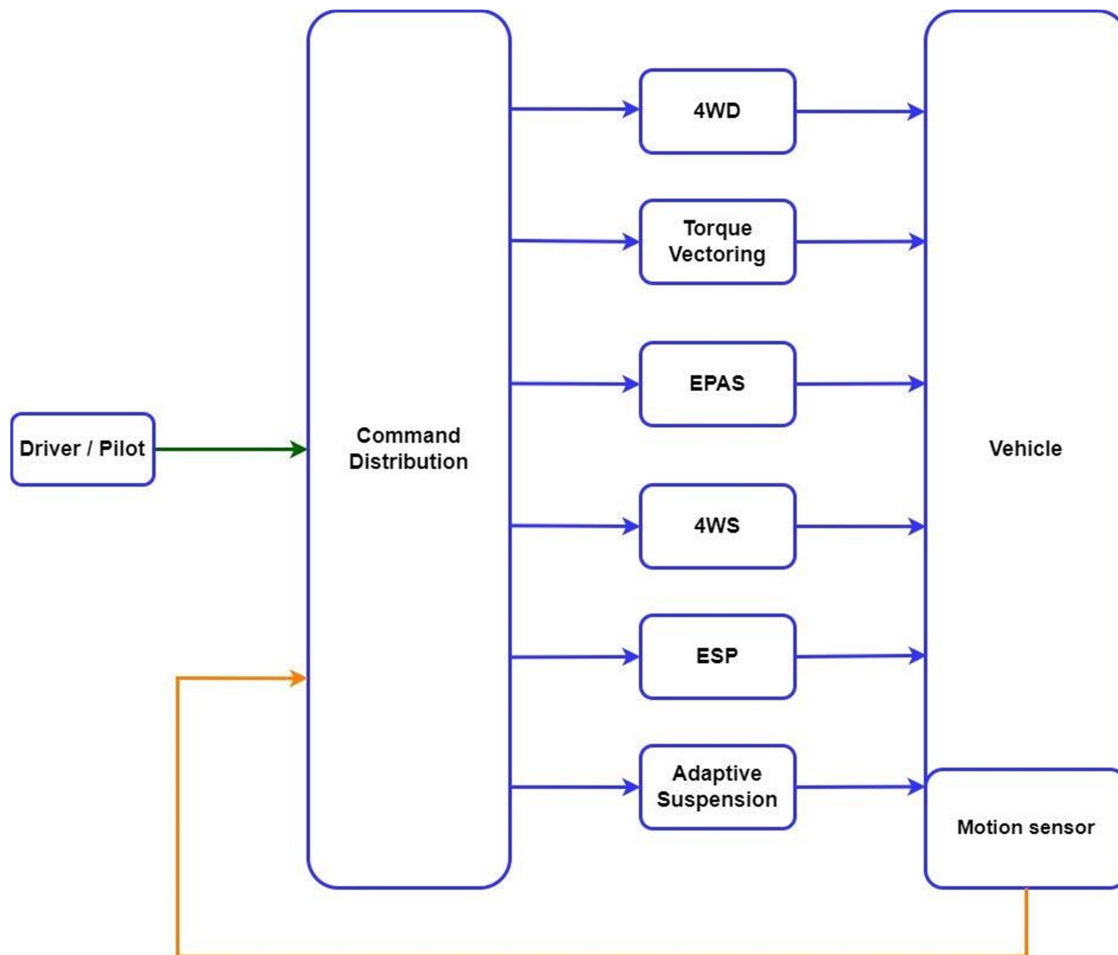 4WD
Torque
Vectoring
EPAS
Driver / Pilot
Command
Distribution
Vehicle
4WS
ESP
Adaptive
Suspension
Motion sensor